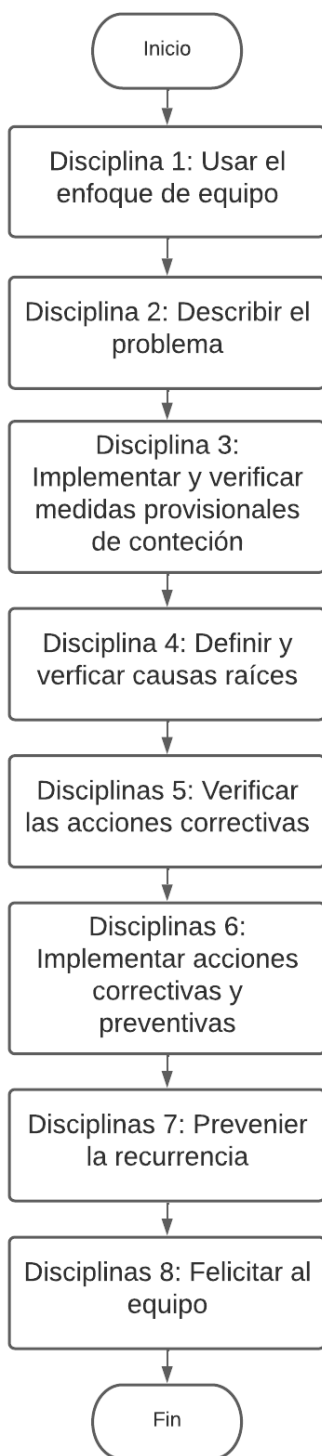 Inicio
Disciplina 1: Usar el
enfoque de equipo
Disciplina 2: Describir el
problema
Disciplina 3:
Implementar y verificar
medidas provisionales
de conteción
Disciplina 4: Definir y
verficar causas raíces
Disciplinas 5: Verificar
las acciones correctivas
Disciplinas 6:
Implementar acciones
correctivas y
preventivas
Disciplinas 7: Prevenier
la recurrencia
Disciplinas 8: Felicitar al
equipo
Fin